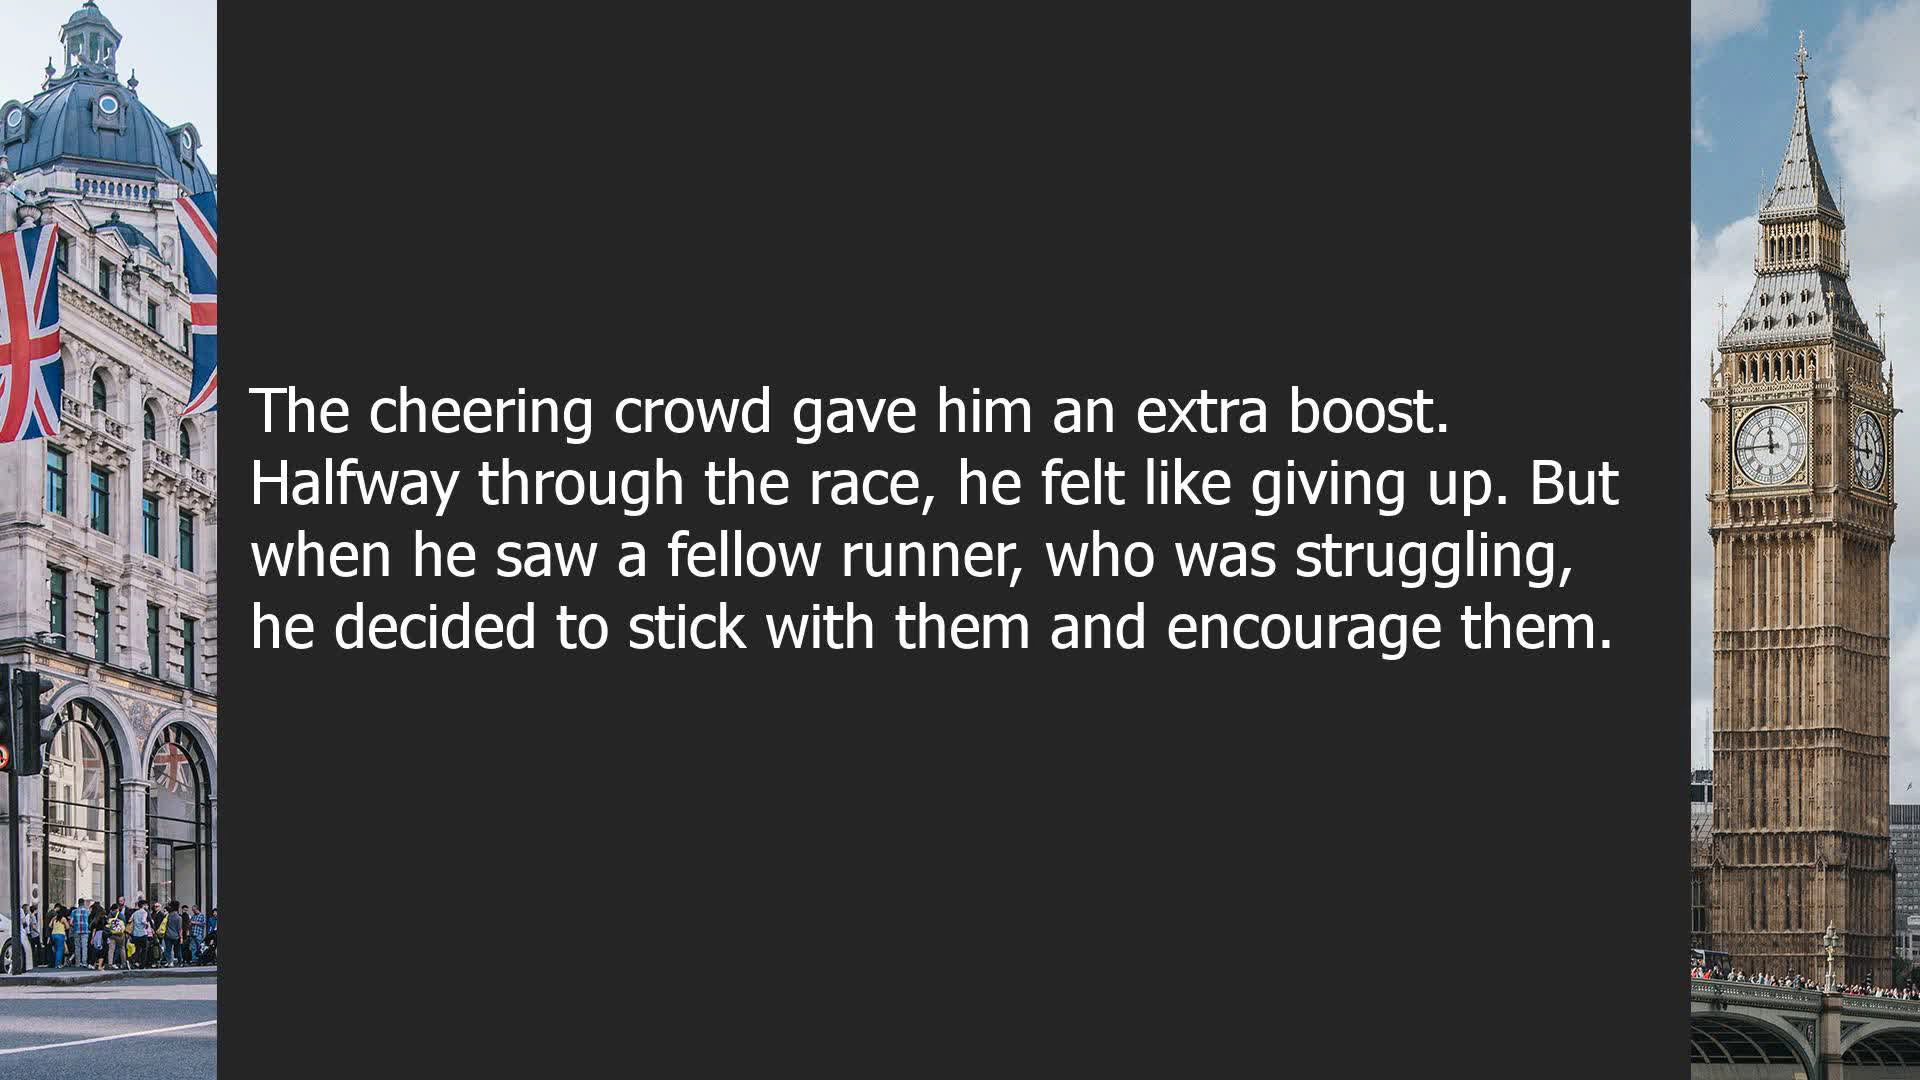 The cheering crowd gave him an extra boost.
Halfway through the race, he felt like giving up. But
when he saw a fellow runner, who was struggling,
he decided to stick with them and encourage them.